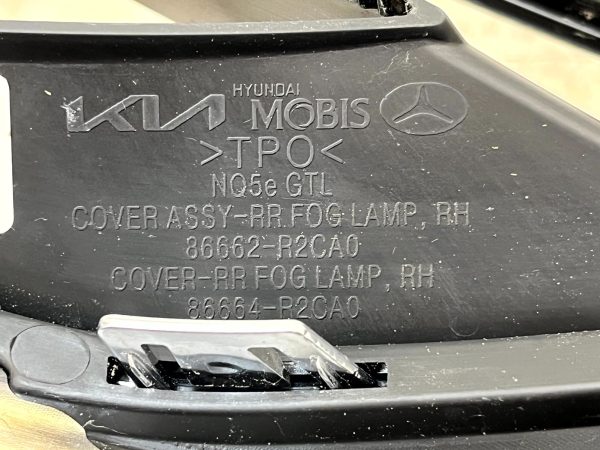 KIA HYUNDAI MOBIS
>TPO<
NQ5e GTL
COVER ASSY-RR FOG LAMP, RH
86662-R2CA0
COVER-RR FOG LAMP, RH
86664-R2CA0